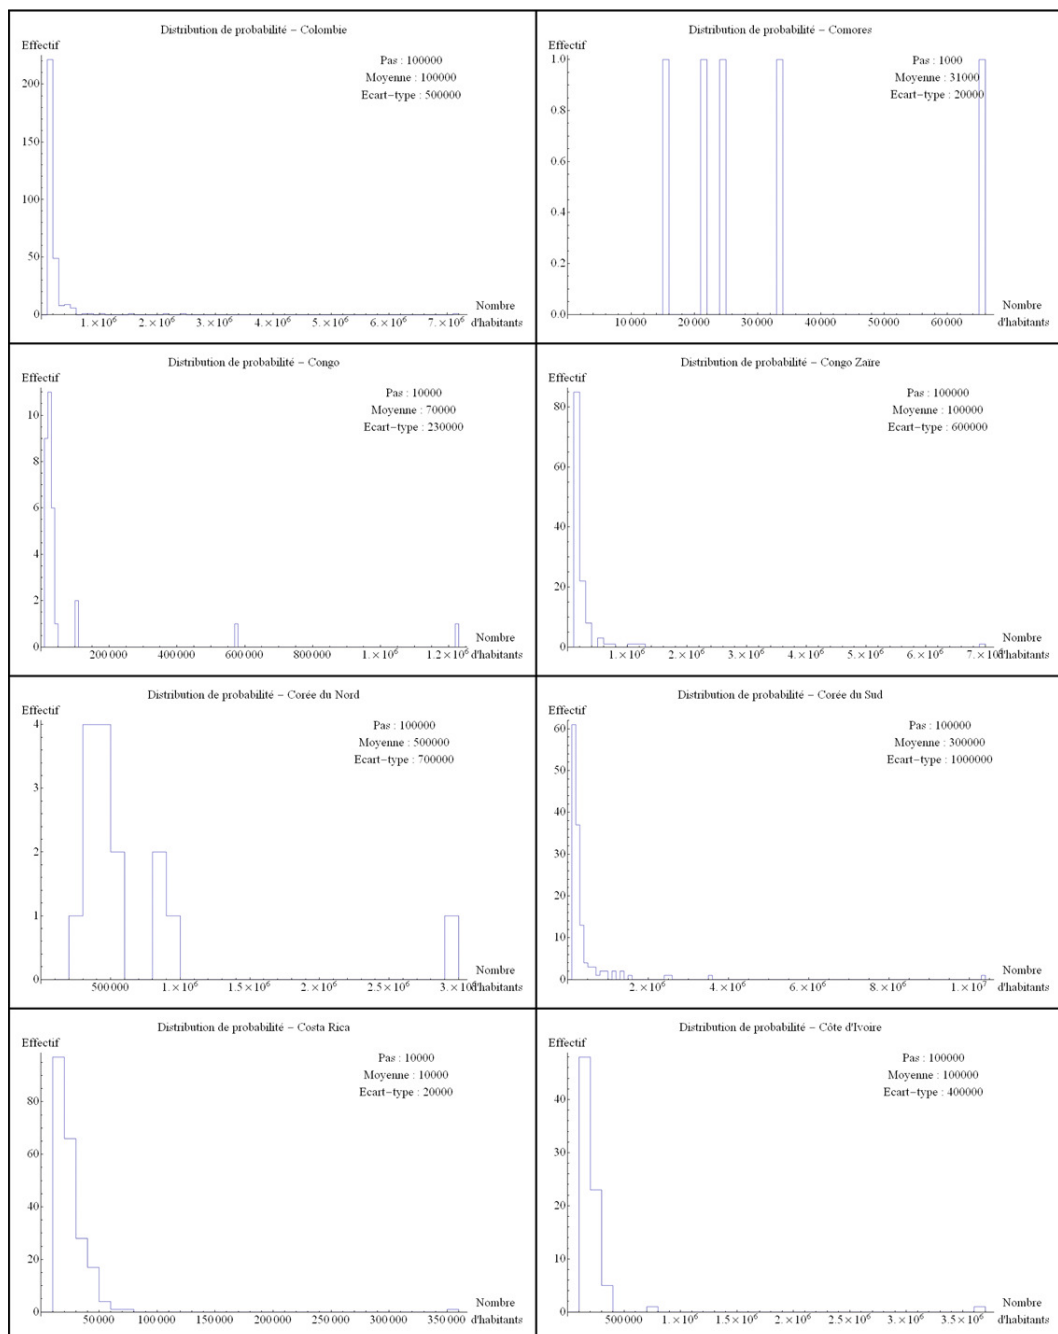 Distribution de probabilité − Colombie
Effectif
Pas : 100000
Moyenne : 100000
Ecart−type : 500000
200
150
100
50
0
1.×10⁶ 2.×10⁶ 3.×10⁶ 4.×10⁶ 5.×10⁶ 6.×10⁶ 7.×10⁶
Nombre
d'habitants
Distribution de probabilité − Comores
Effectif
Pas : 1000
Moyenne : 31000
Ecart−type : 20000
1.0
0.8
0.6
0.4
0.2
0.0
10000 20000 30000 40000 50000 60000
Nombre
d'habitants
Distribution de probabilité − Congo
Effectif
Pas : 10000
Moyenne : 70000
Ecart−type : 230000
10
8
6
4
2
0
200000 400000 600000 800000 1.×10⁶ 1.2×10⁶
Nombre
d'habitants
Distribution de probabilité − Congo Zaïre
Effectif
Pas : 100000
Moyenne : 100000
Ecart−type : 600000
80
60
40
20
0
1.×10⁶ 2.×10⁶ 3.×10⁶ 4.×10⁶ 5.×10⁶ 6.×10⁶ 7.×10⁶
Nombre
d'habitants
Distribution de probabilité − Corée du Nord
Effectif
Pas : 100000
Moyenne : 500000
Ecart−type : 700000
4
3
2
1
0
500000 1.×10⁶ 1.5×10⁶ 2.×10⁶ 2.5×10⁶ 3.×10⁶
Nombre
d'habitants
Distribution de probabilité − Corée du Sud
Effectif
Pas : 100000
Moyenne : 300000
Ecart−type : 1000000
60
50
40
30
20
10
0
2.×10⁶ 4.×10⁶ 6.×10⁶ 8.×10⁶ 1.×10⁷
Nombre
d'habitants
Distribution de probabilité − Costa Rica
Effectif
Pas : 10000
Moyenne : 10000
Ecart−type : 20000
80
60
40
20
0
50000 100000 150000 200000 250000 300000 350000
Nombre
d'habitants
Distribution de probabilité − Côte d'Ivoire
Effectif
Pas : 100000
Moyenne : 100000
Ecart−type : 400000
40
30
20
10
0
500000 1.×10⁶ 1.5×10⁶ 2.×10⁶ 2.5×10⁶ 3.×10⁶ 3.5×10⁶
Nombre
d'habitants